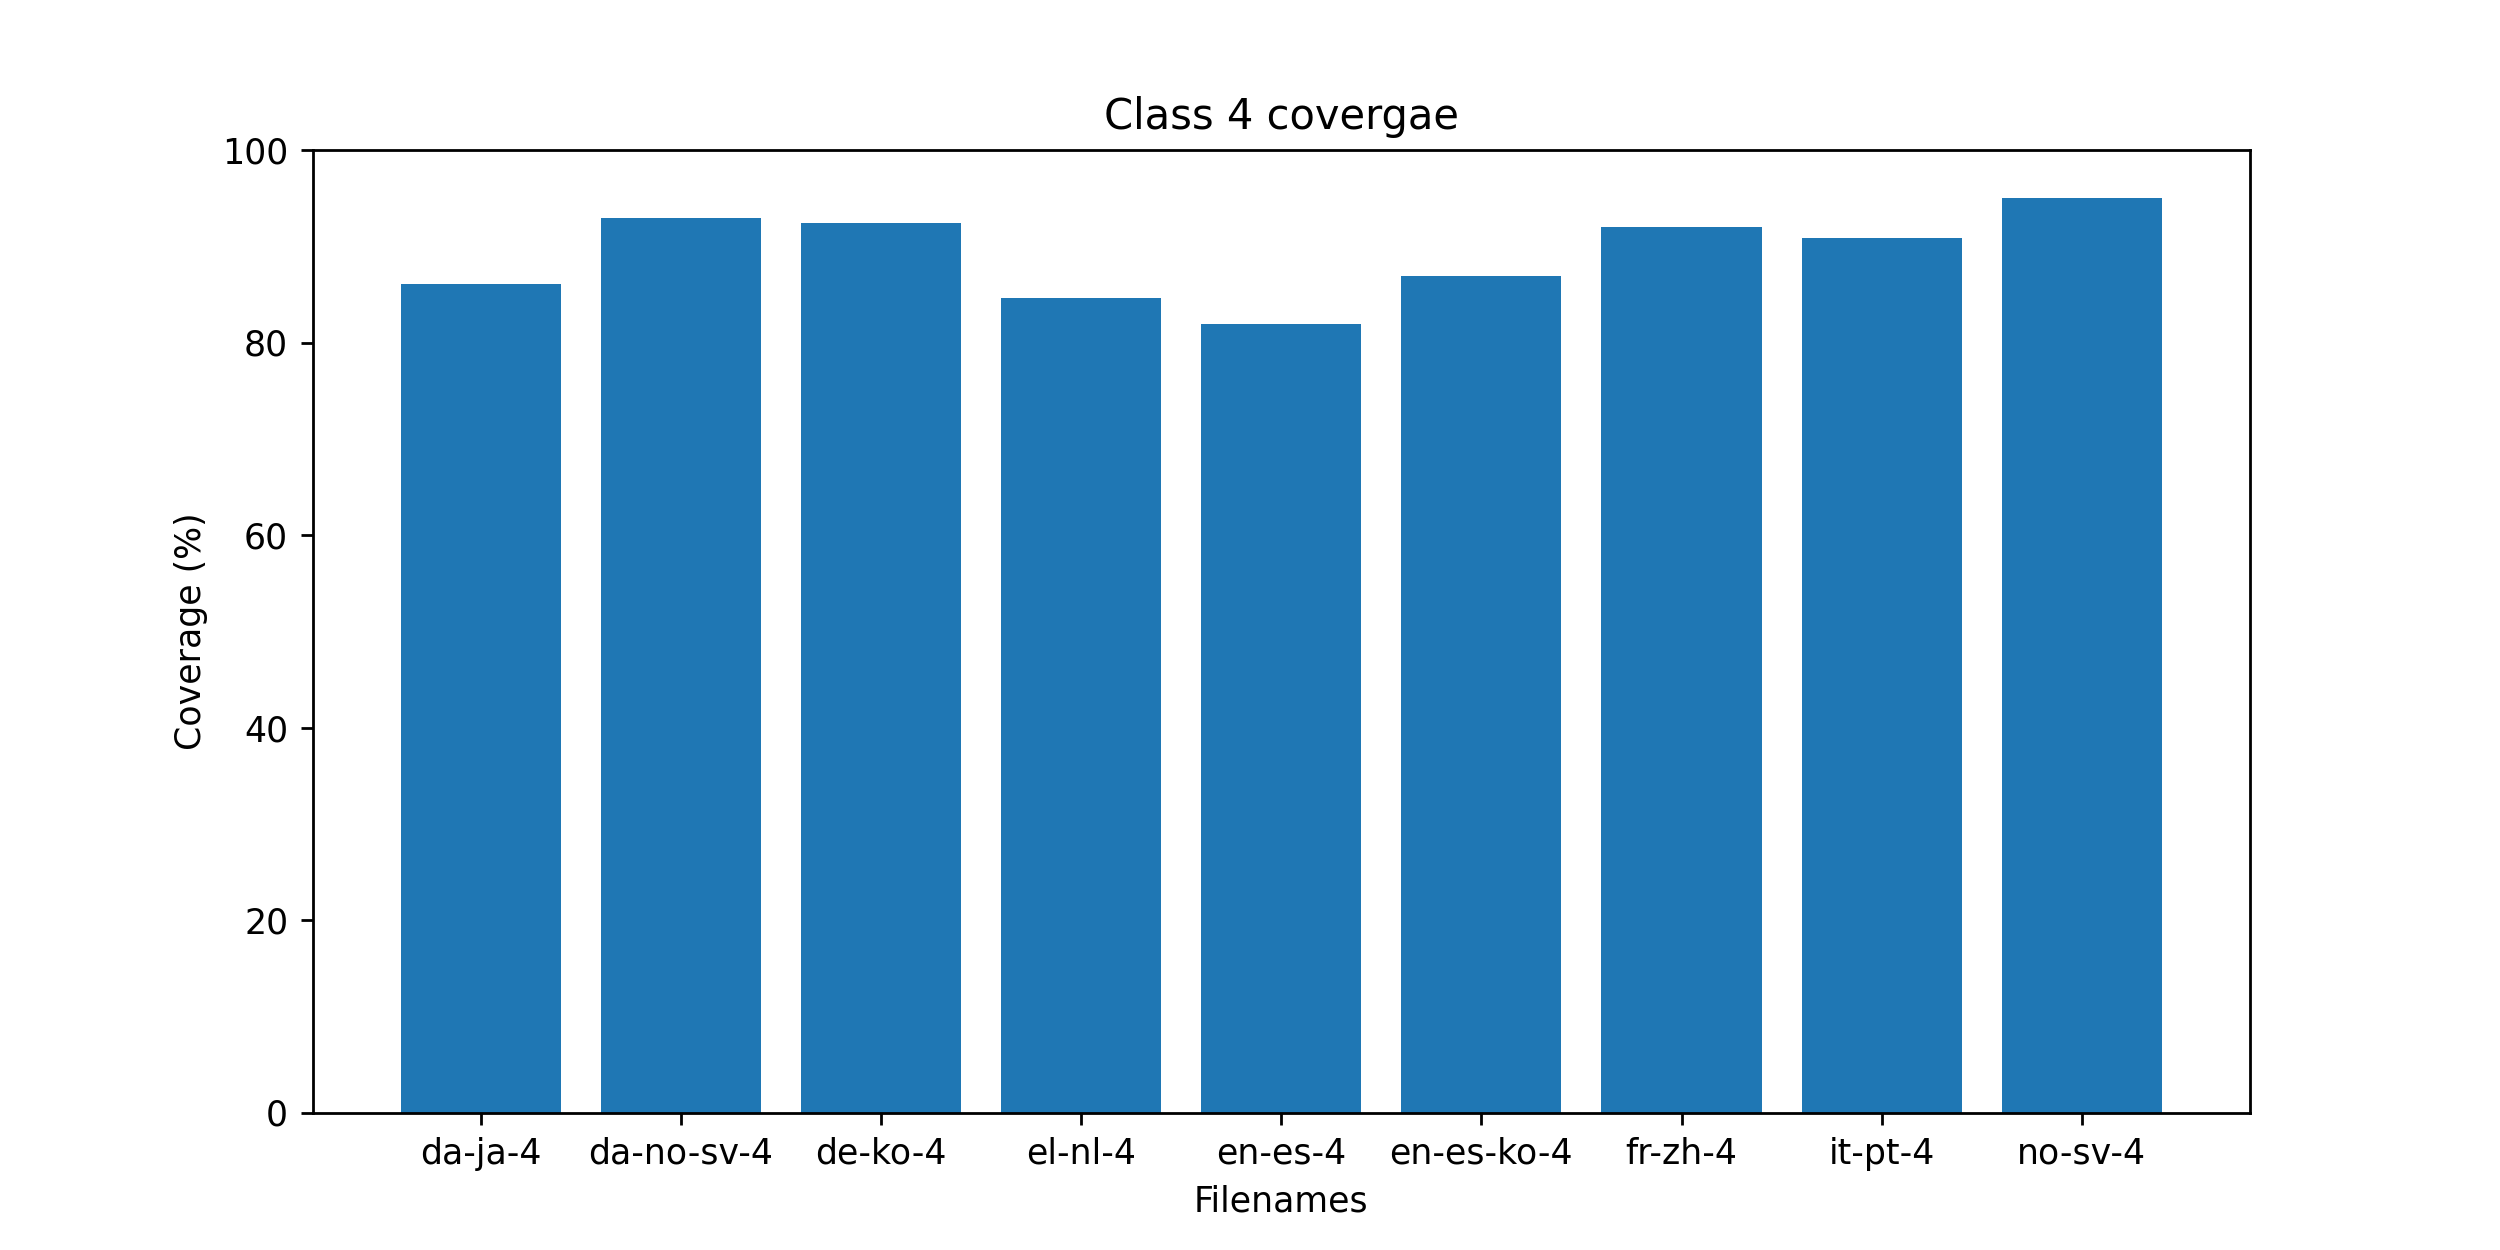 Class 4 covergae
100
80
60
40
20
0
Coverage (%)
da-ja-4 da-no-sv-4 de-ko-4 el-nl-4 en-es-4 en-es-ko-4 fr-zh-4 it-pt-4 no-sv-4
Filenames